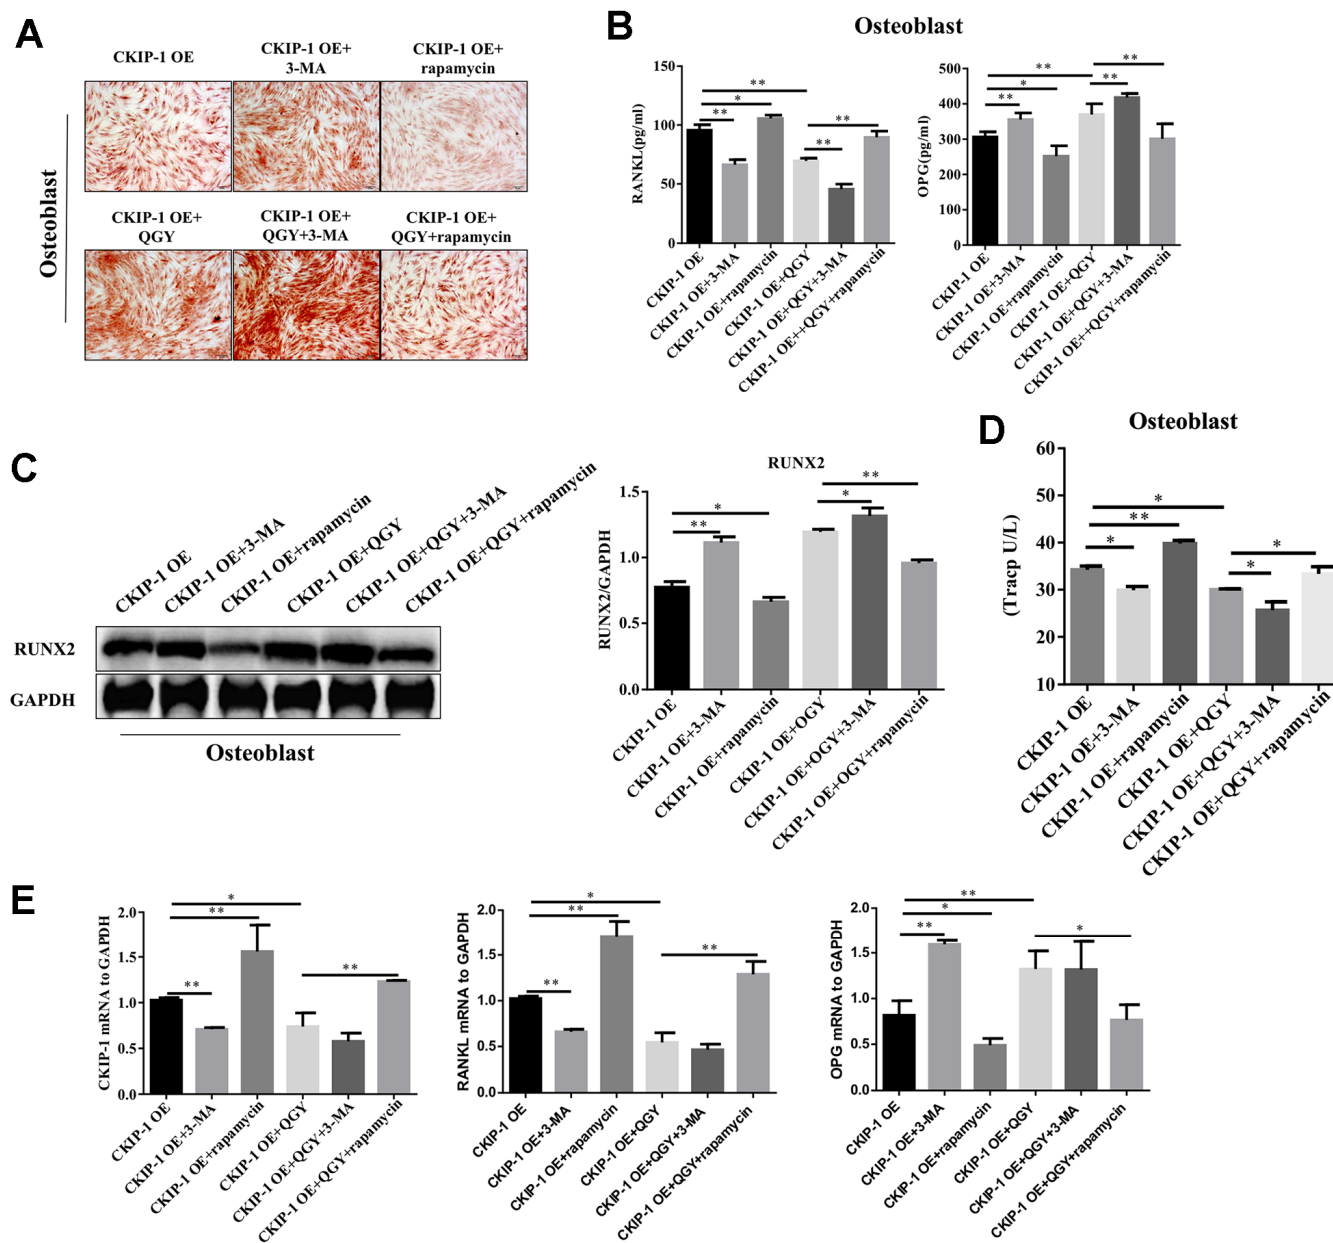 A
CKIP-1 OE
CKIP-1 OE+
3-MA
CKIP-1 OE+
rapamycin
CKIP-1 OE+
QGY
CKIP-1 OE+
QGY+3-MA
CKIP-1 OE+
QGY+rapamycin
Osteoblast
B
Osteoblast
RANKL(pg/ml)
150
100
50
0
** * ** ** **
CKIP-1 OE
CKIP-1 OE+3-MA
CKIP-1 OE+rapamycin
CKIP-1 OE+QGY
CKIP-1 OE+QGY+3-MA
CKIP-1 OE++QGY+rapamycin
OPG(pg/ml)
500
400
300
200
100
0
** * ** ** **
CKIP-1 OE
CKIP-1 OE+3-MA
CKIP-1 OE+rapamycin
CKIP-1 OE+QGY
CKIP-1 OE+QGY+3-MA
CKIP-1 OE++QGY+rapamycin
C
CKIP-1 OE
CKIP-1 OE+3-MA
CKIP-1 OE+rapamycin
CKIP-1 OE+QGY
CKIP-1 OE+QGY+3-MA
CKIP-1 OE+QGY+rapamycin
RUNX2
GAPDH
Osteoblast
RUNX2
RUNX2/GAPDH
1.5
1.0
0.5
0.0
** * * **
CKIP-1 OE
CKIP-1 OE+3-MA
CKIP-1 OE+rapamycin
CKIP-1 OE+OGY
CKIP-1 OE+OGY+3-MA
CKIP-1 OE+OGY+rapamycin
D
Osteoblast
(Tracp U/L)
60
50
40
30
20
10
* ** * * *
CKIP-1 OE
CKIP-1 OE+3-MA
CKIP-1 OE+rapamycin
CKIP-1 OE+QGY
CKIP-1 OE+QGY+3-MA
CKIP-1 OE+QGY+rapamycin
E
CKIP-1 mRNA to GAPDH
2.0
1.5
1.0
0.5
0.0
* ** ** **
CKIP-1 OE
CKIP-1 OE+3-MA
CKIP-1 OE+rapamycin
CKIP-1 OE+QGY
CKIP-1 OE+QGY+3-MA
CKIP-1 OE+QGY+rapamycin
RANKL mRNA to GAPDH
2.0
1.5
1.0
0.5
0.0
* ** ** **
CKIP-1 OE
CKIP-1 OE+3-MA
CKIP-1 OE+rapamycin
CKIP-1 OE+QGY
CKIP-1 OE+QGY+3-MA
CKIP-1 OE+QGY+rapamycin
OPG mRNA to GAPDH
2.0
1.5
1.0
0.5
0.0
** * ** *
CKIP-1 OE
CKIP-1 OE+3-MA
CKIP-1 OE+rapamycin
CKIP-1 OE+QGY
CKIP-1 OE+QGY+3-MA
CKIP-1 OE+QGY+rapamycin